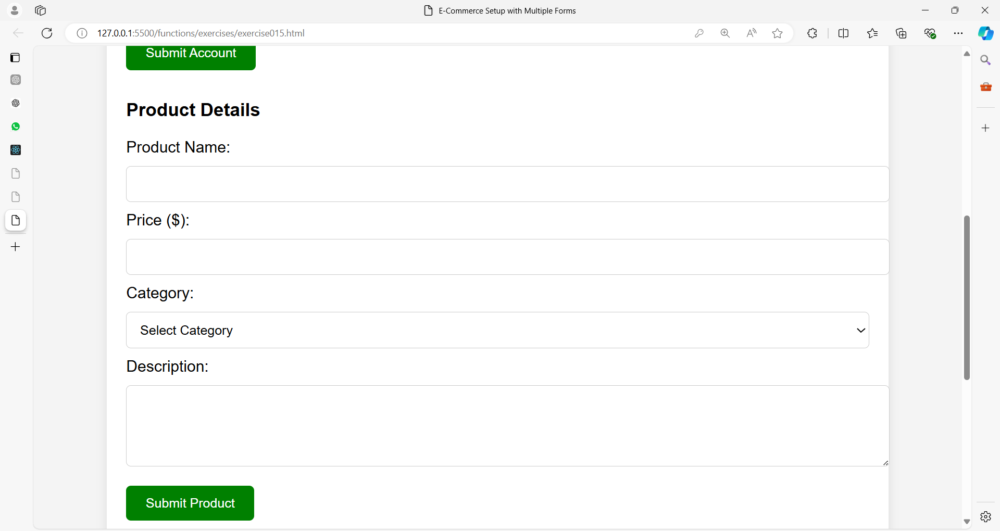 E-Commerce Setup with Multiple Forms
127.0.0.1:5500/functions/exercises/exercise015.html
Submit Account
Product Details
Product Name:
Price ($):
Category:
Select Category
Description:
Submit Product